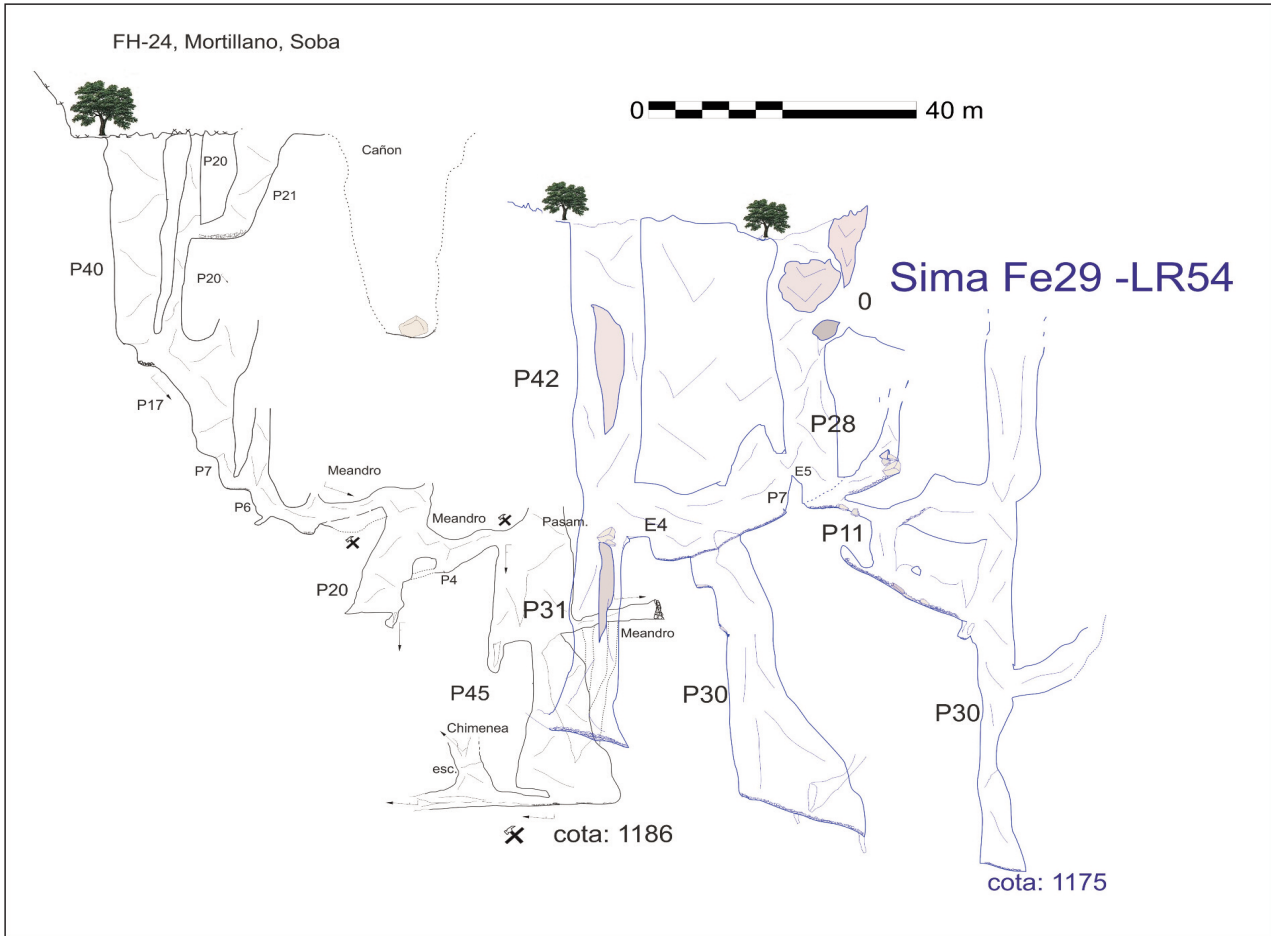 FH-24, Mortillano, Soba
0 40 m
Cañon
P20
P21
P40
P20
Sima Fe29 -LR54
0
P42
P17
P28
P7
Meandro
E5
P6
P7
Meandro
Pasam.
E4
P11
P20
P4
P31
Meandro
P45
P30
P30
Chimenea
esc.
cota: 1186
cota: 1175